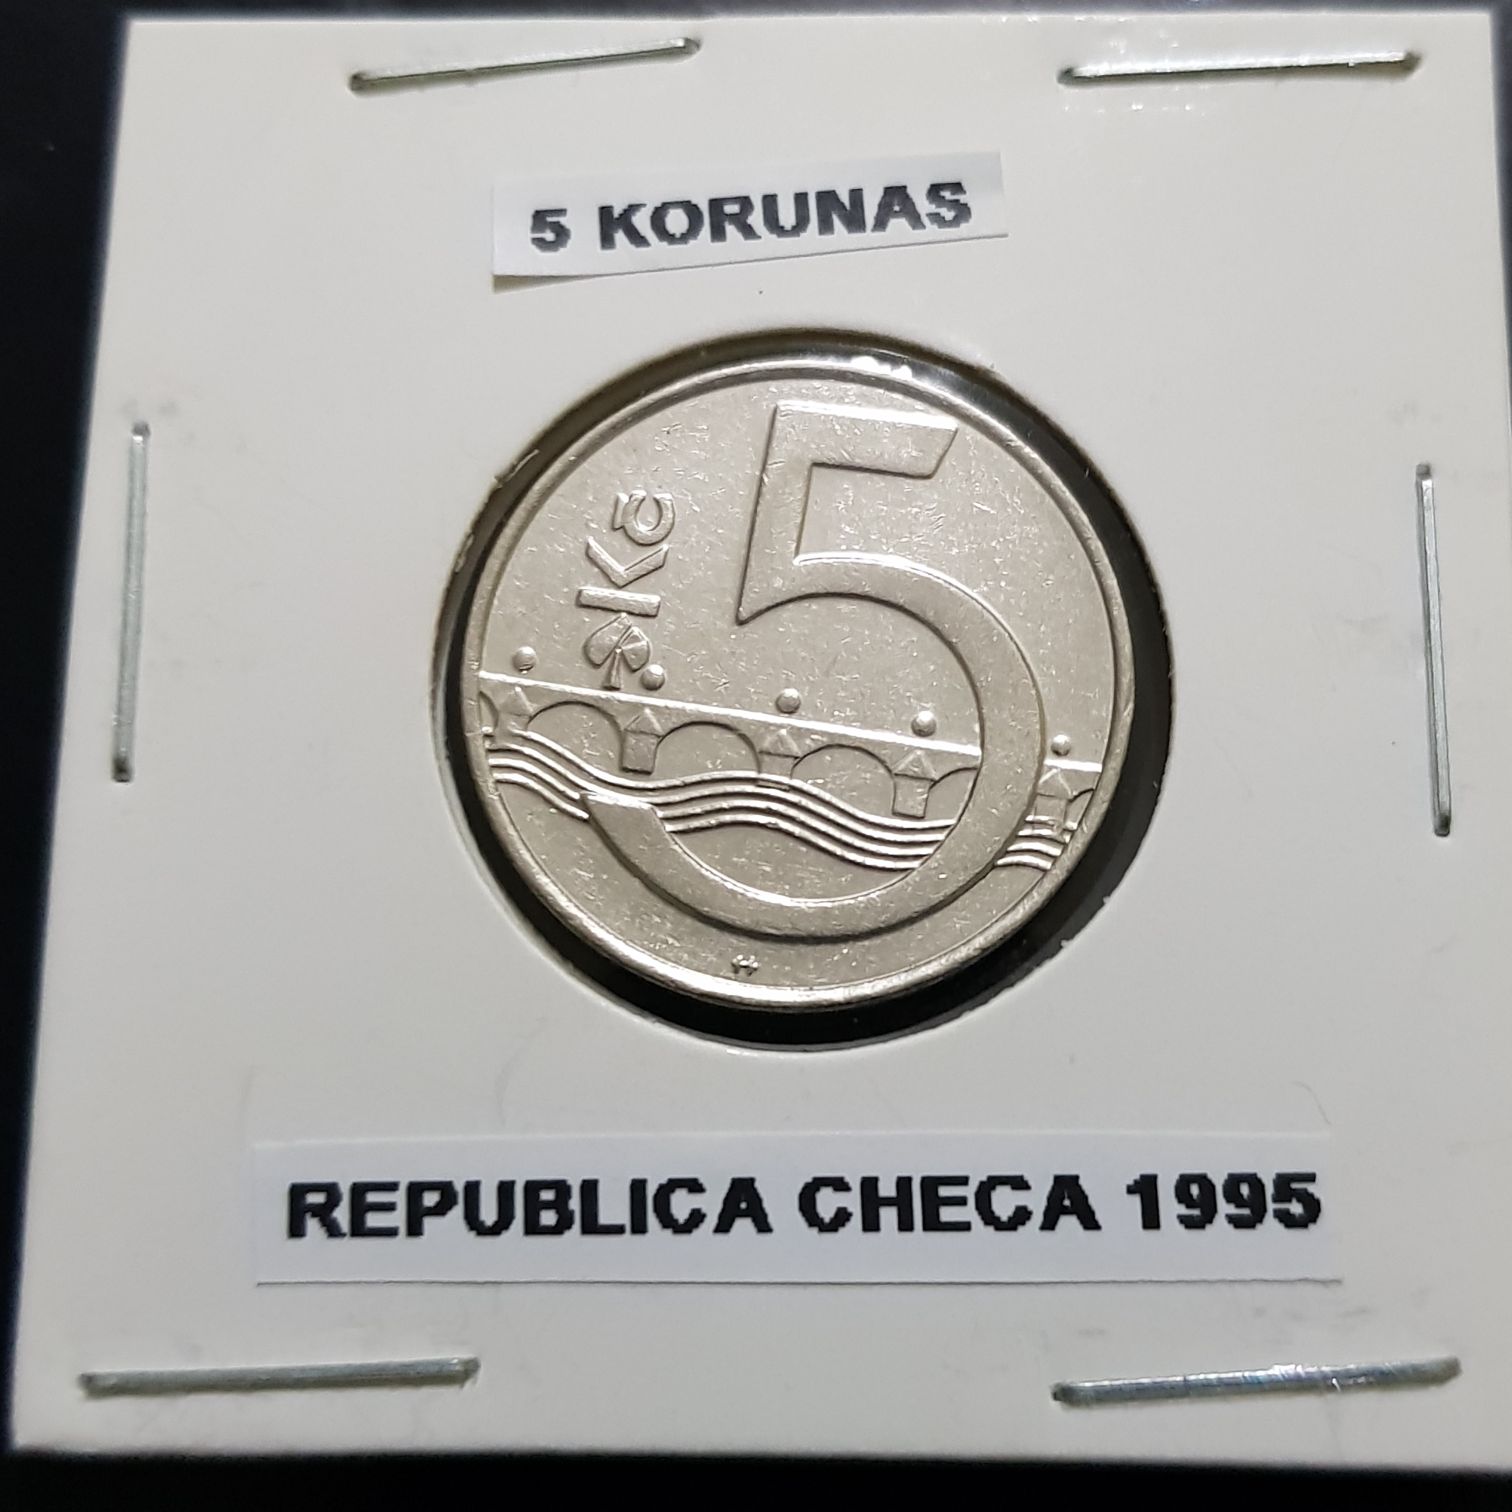 5 KORUNAS
5
Kč
REPUBLICA CHECA 1995